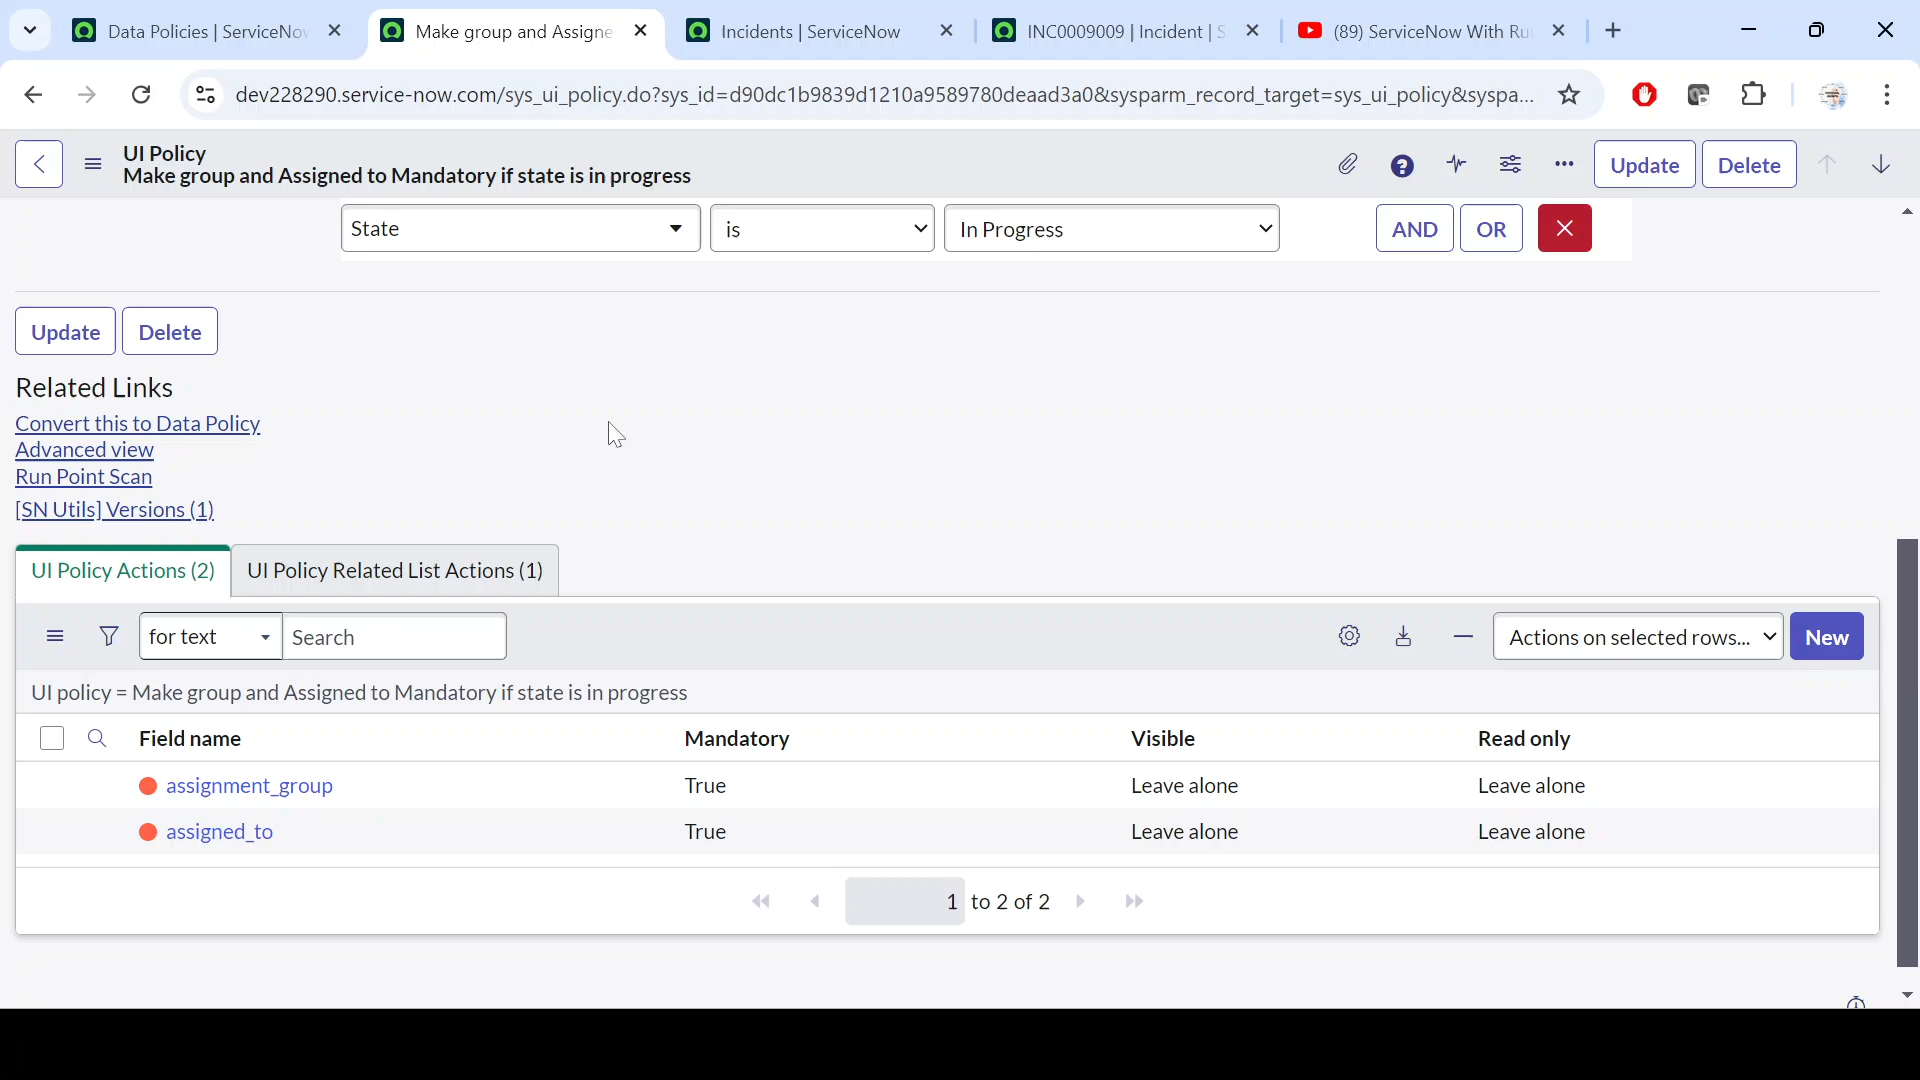 Data Policies | ServiceNo
Make group and Assigne
Incidents | ServiceNow
INC0009009 | Incident | S
(89) ServiceNow With Ru
dev228290.service-now.com/sys_ui_policy.do?sys_id=d90dc1b9839d1210a9589780deaad3a0&sysparm_record_target=sys_ui_policy&syspa...
UI Policy
Make group and Assigned to Mandatory if state is in progress
Update
Delete
State
is
In Progress
AND
OR
Update
Delete
Related Links
Convert this to Data Policy
Advanced view
Run Point Scan
[SN Utils] Versions (1)
UI Policy Actions (2)
UI Policy Related List Actions (1)
for text
Search
Actions on selected rows...
New
UI policy = Make group and Assigned to Mandatory if state is in progress
Field name
Mandatory
Visible
Read only
assignment_group
True
Leave alone
Leave alone
assigned_to
True
Leave alone
Leave alone
1 to 2 of 2